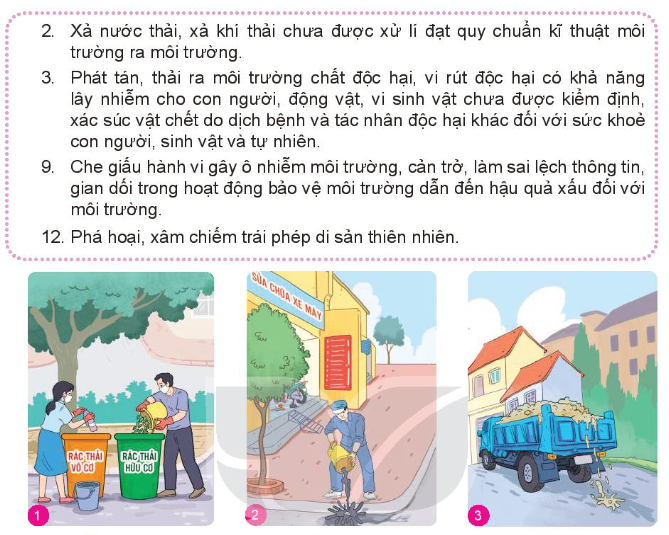 2. Xả nước thải, xả khí thải chưa được xử lí đạt quy chuẩn kĩ thuật môi
trường ra môi trường.
3. Phát tán, thải ra môi trường chất độc hại, vi rút độc hại có khả năng
lây nhiễm cho con người, động vật, vi sinh vật chưa được kiểm định,
xác súc vật chết do dịch bệnh và tác nhân độc hại khác đối với sức khoẻ
con người, sinh vật và tự nhiên.
9. Che giấu hành vi gây ô nhiễm môi trường, cản trở, làm sai lệch thông tin,
gian dối trong hoạt động bảo vệ môi trường dẫn đến hậu quả xấu đối với
môi trường.
12. Phá hoại, xâm chiếm trái phép di sản thiên nhiên.
SỬA CHỮA XE MÁY
RÁC THẢI
VÔ CƠ
RÁC THẢI
HỮU CƠ
1
2
3